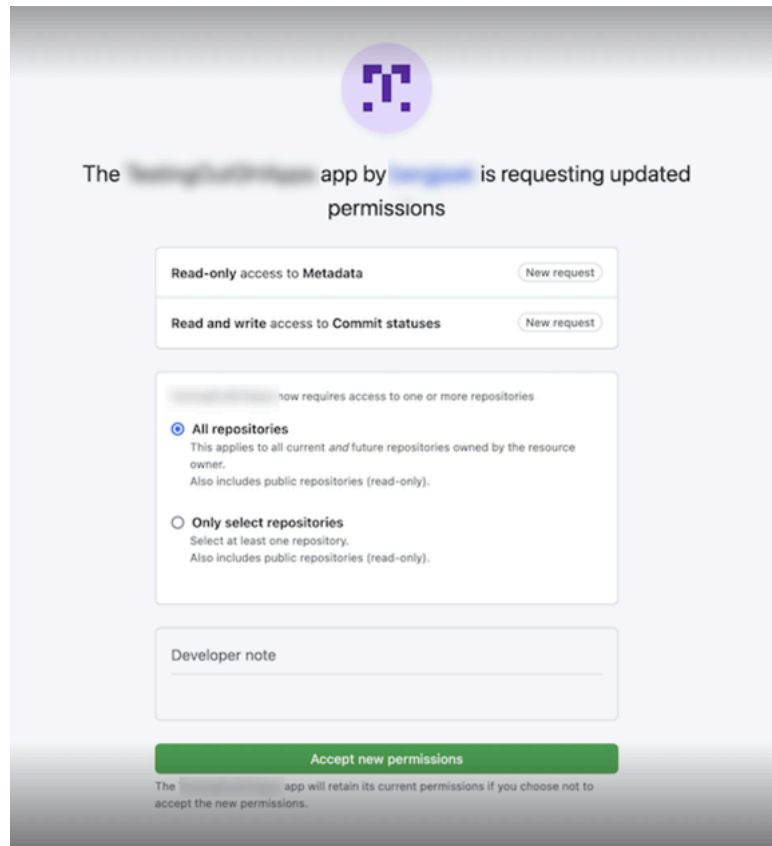 The app by is requesting updated
permissions
Read-only access to Metadata New request
Read and write access to Commit statuses New request
now requires access to one or more repositories
All repositories
This applies to all current and future repositories owned by the resource
owner.
Also includes public repositories (read-only).
Only select repositories
Select at least one repository.
Also includes public repositories (read-only).
Developer note
Accept new permissions
The app will retain its current permissions if you choose not to
accept the new permissions.